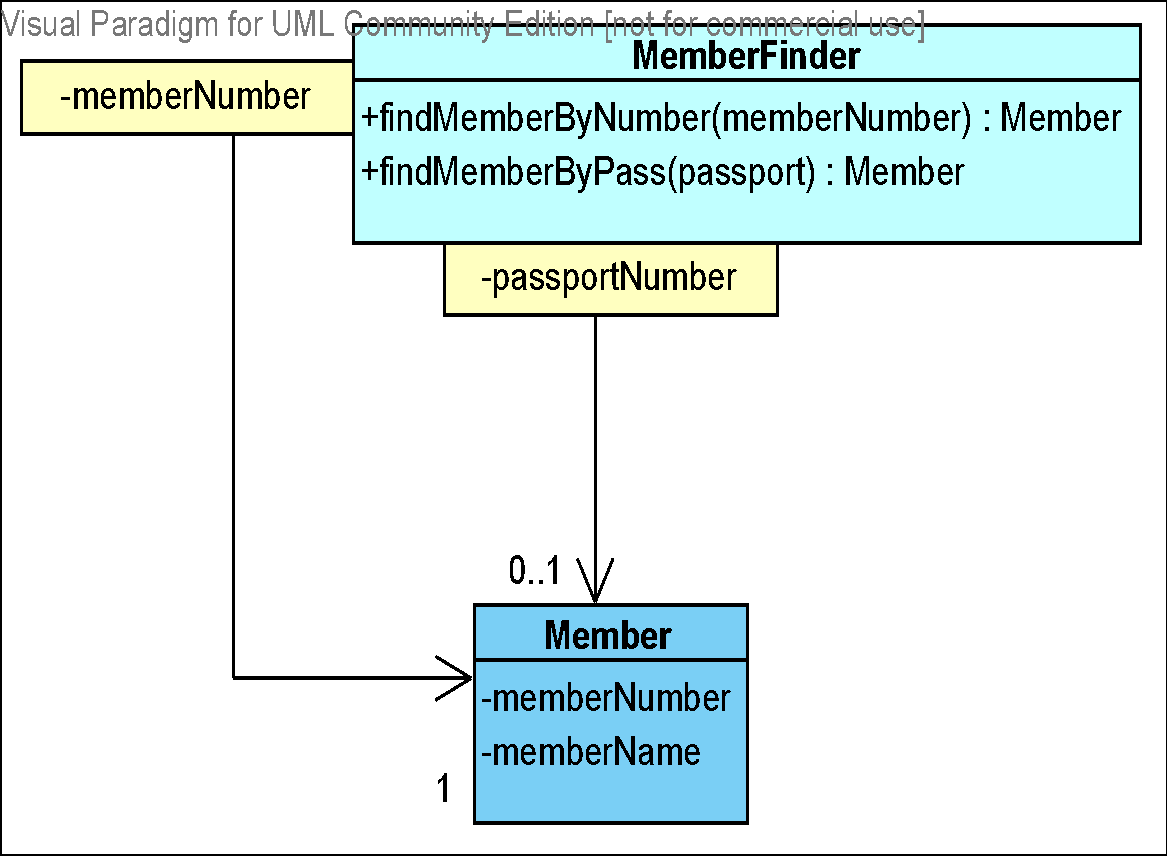 Visual Paradigm for UML Community Edition [not for commercial use]
MemberFinder
-memberNumber
+findMemberByNumber(memberNumber) : Member
+findMemberByPass(passport) : Member
-passportNumber
0..1
Member
-memberNumber
-memberName
1